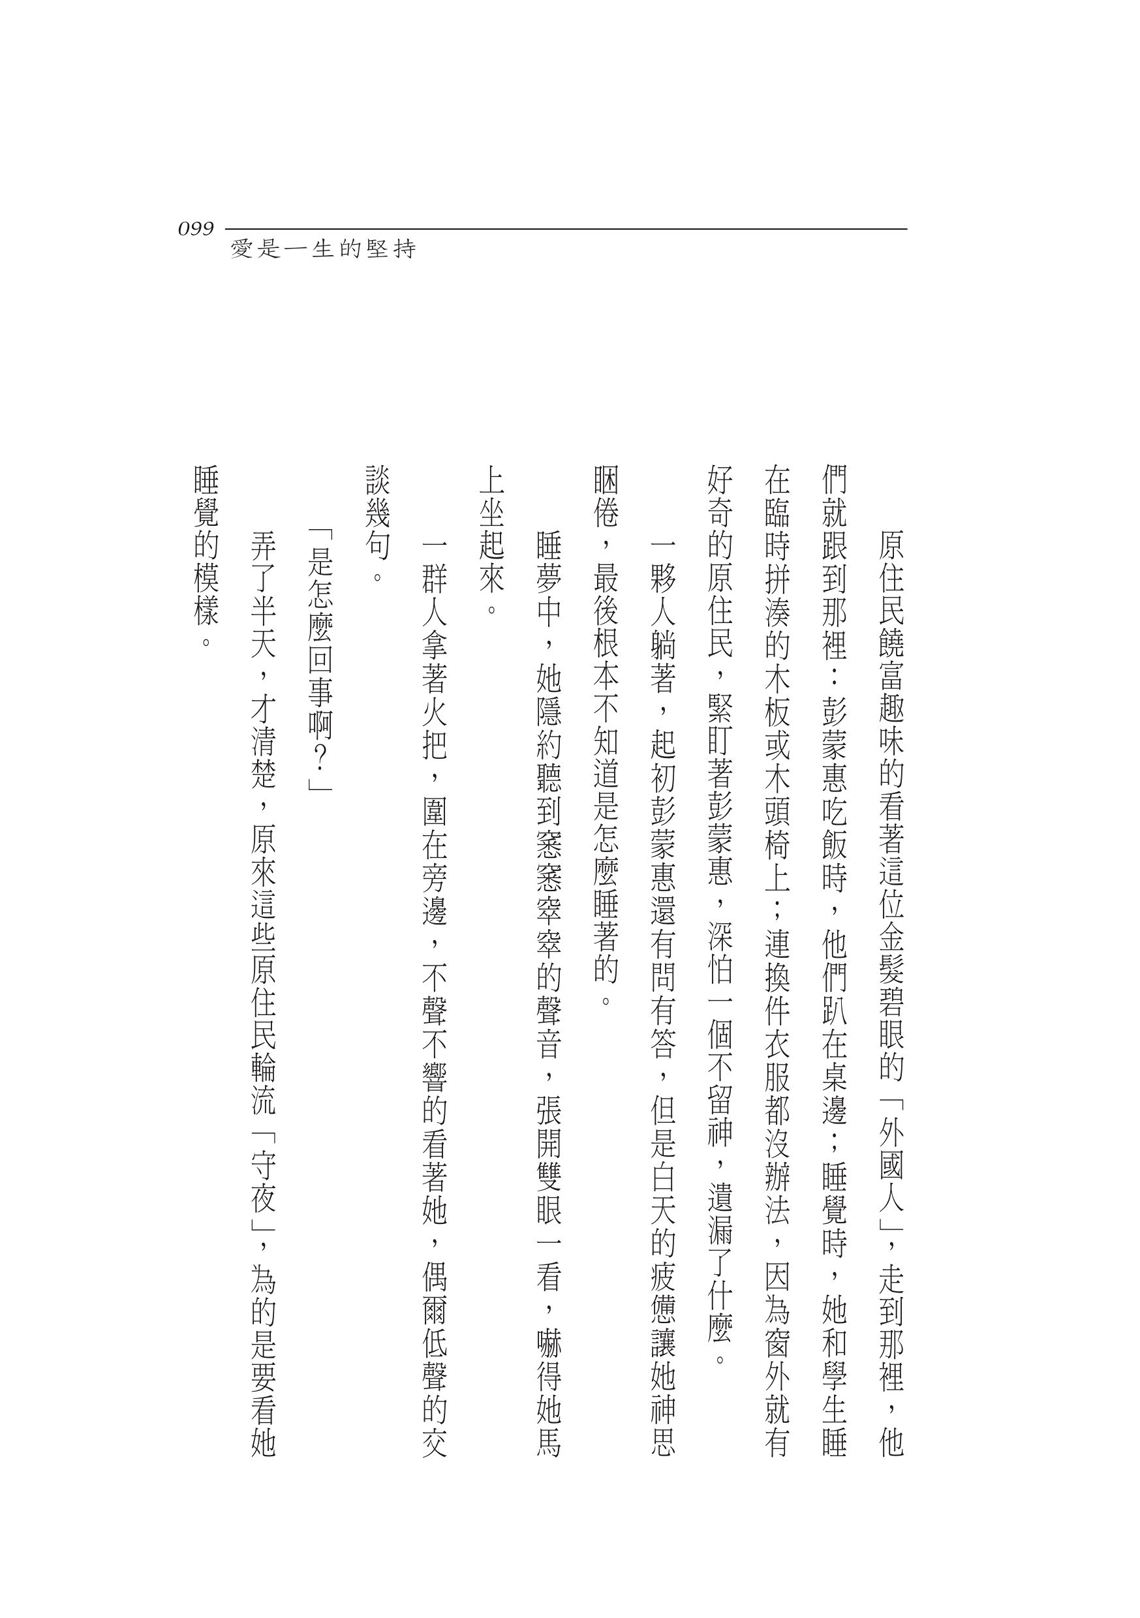 099
愛是一生的堅持
原住民饒富趣味的看著這位金髮碧眼的「外國人」，走到那裡，他
們就跟到那裡：彭蒙惠吃飯時，他們趴在桌邊；睡覺時，她和學生睡
在臨時拼湊的木板或木頭椅上；連換件衣服都沒辦法，因為窗外就有
好奇的原住民，緊盯著彭蒙惠，深怕一個不留神，遺漏了什麼。
一夥人躺著，起初彭蒙惠還有問有答，但是白天的疲憊讓她神思
睏倦，最後根本不知道是怎麼睡著的。
睡夢中，她隱約聽到窸窸窣窣的聲音，張開雙眼一看，嚇得她馬
上坐起來。
一群人拿著火把，圍在旁邊，不聲不響的看著她，偶爾低聲的交
談幾句。
「是怎麼回事啊？」
弄了半天，才清楚，原來這些原住民輪流「守夜」，為的是要看她
睡覺的模樣。